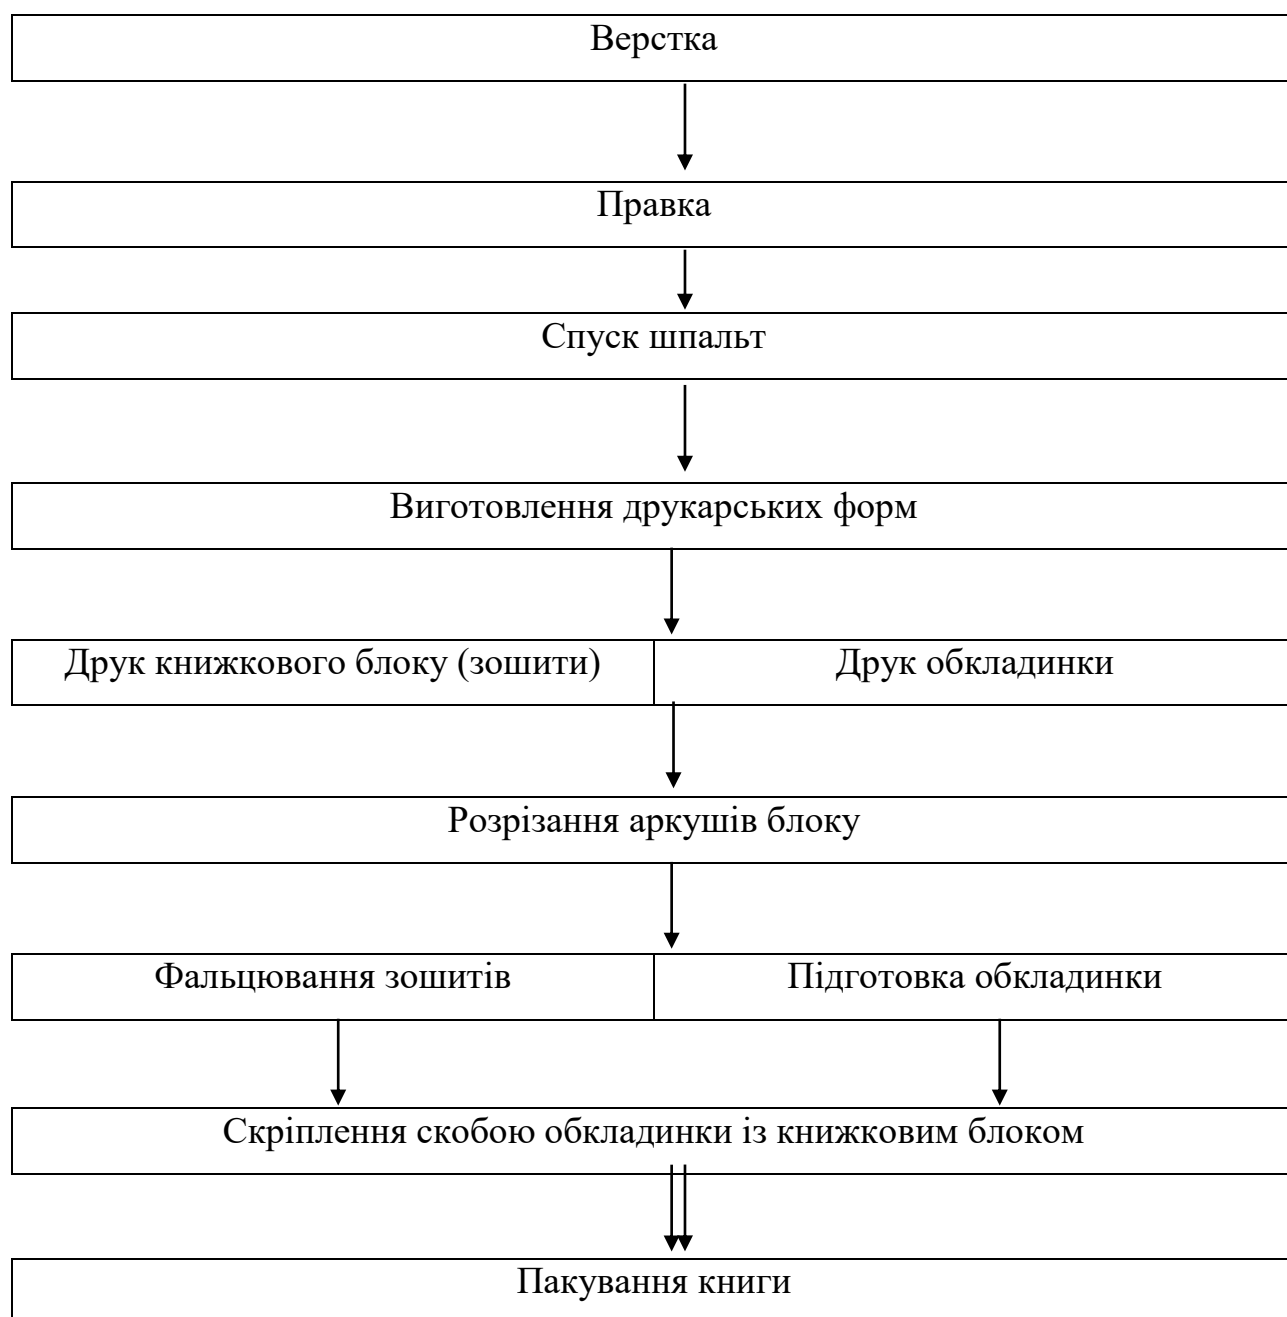 Верстка
Правка
Спуск шпальт
Виготовлення друкарських форм
Друк книжкового блоку (зошити)
Друк обкладинки
Розрізання аркушів блоку
Фальцювання зошитів
Підготовка обкладинки
Скріплення скобою обкладинки із книжковим блоком
Пакування книги